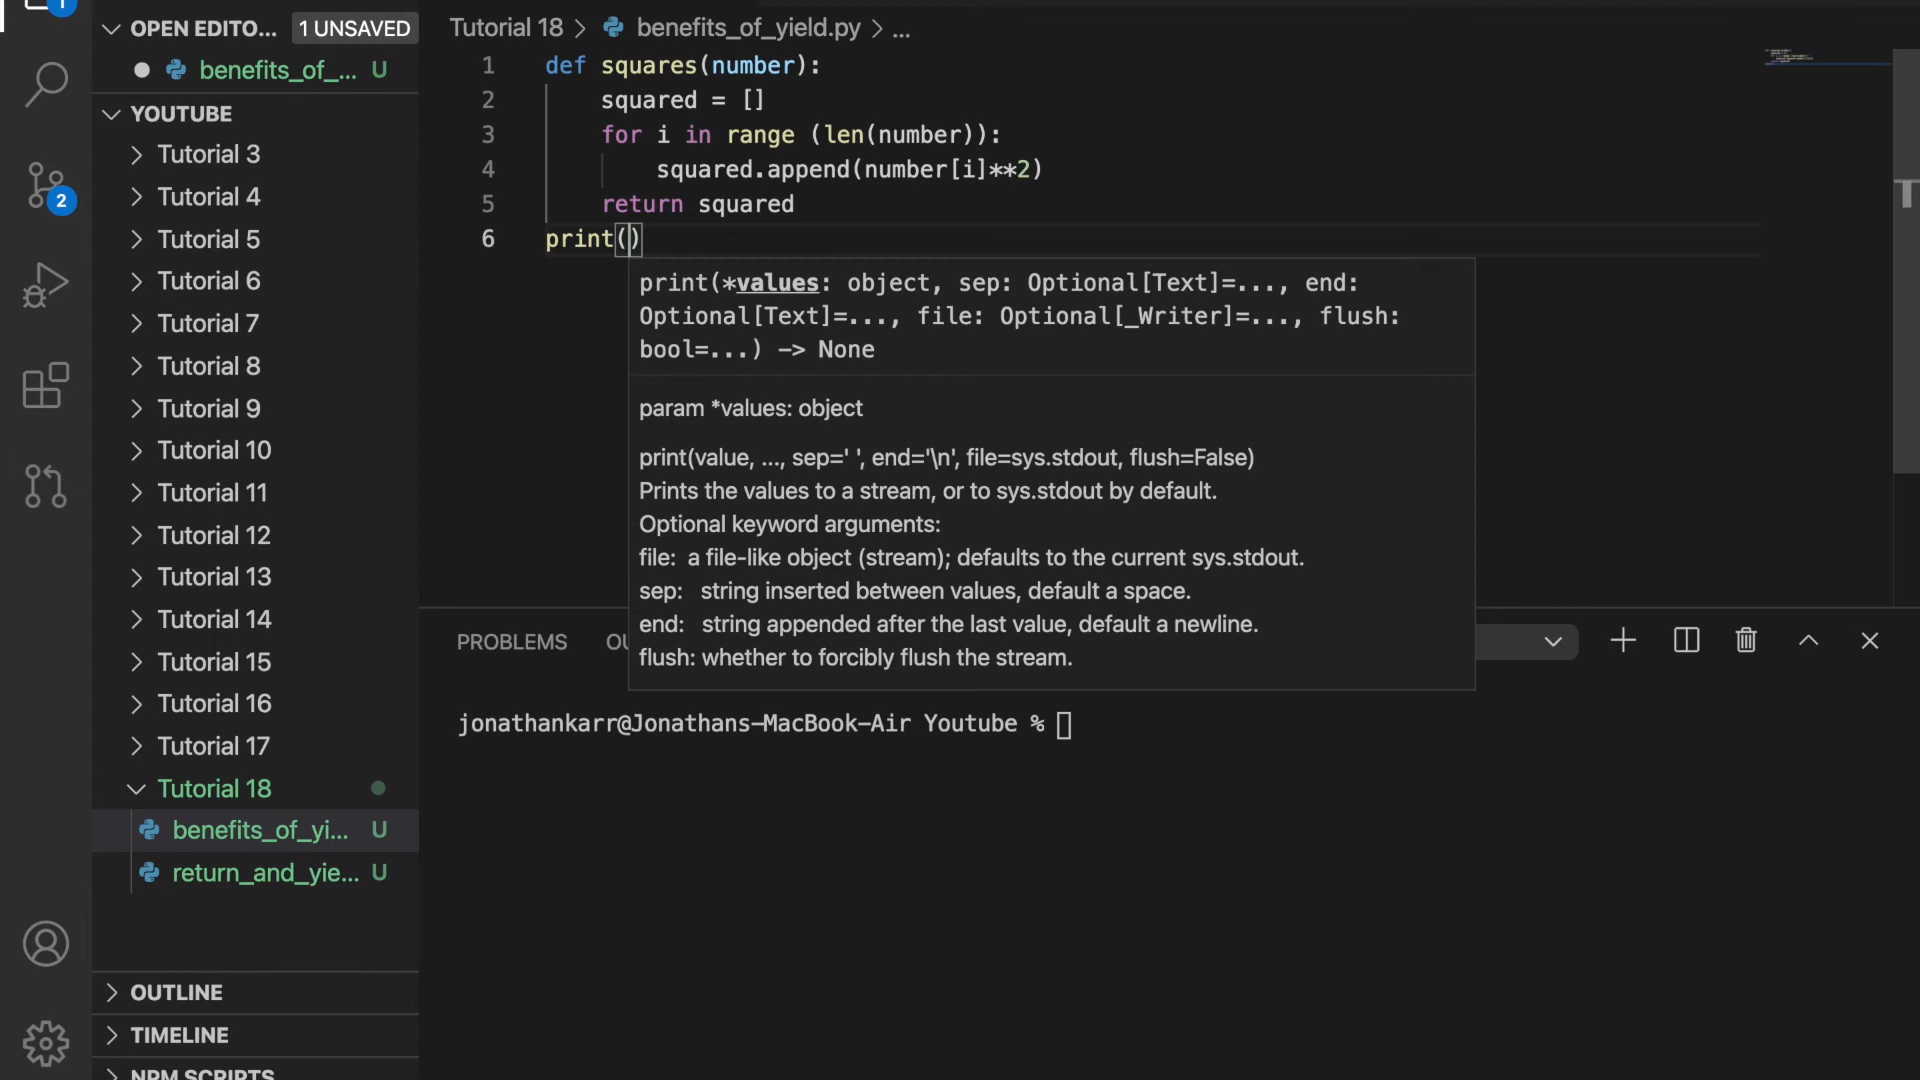 1
OPEN EDITO... 1 UNSAVED
benefits_of_... U
YOUTUBE
Tutorial 3
Tutorial 4
2
Tutorial 5
Tutorial 6
Tutorial 7
Tutorial 8
Tutorial 9
Tutorial 10
Tutorial 11
Tutorial 12
Tutorial 13
Tutorial 14
Tutorial 15
Tutorial 16
Tutorial 17
Tutorial 18
benefits_of_yi... U
return_and_yie... U
OUTLINE
TIMELINE
NPM SCRIPTS
Tutorial 18 > benefits_of_yield.py > ...
1 def squares(number):
2 squared = []
3 for i in range (len(number)):
4 squared.append(number[i]**2)
5 return squared
6 print()
print(*values: object, sep: Optional[Text]=..., end:
Optional[Text]=..., file: Optional[_Writer]=..., flush:
bool=...) -> None
param *values: object
print(value, ..., sep=' ', end='\n', file=sys.stdout, flush=False)
Prints the values to a stream, or to sys.stdout by default.
Optional keyword arguments:
file: a file-like object (stream); defaults to the current sys.stdout.
sep: string inserted between values, default a space.
end: string appended after the last value, default a newline.
flush: whether to forcibly flush the stream.
PROBLEMS OU
jonathankarr@Jonathans-MacBook-Air Youtube %